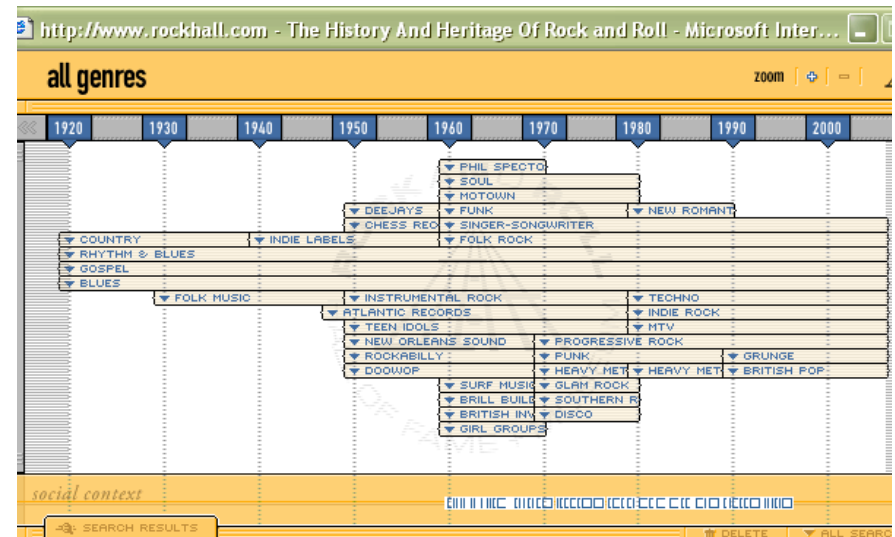 http://www.rockhall.com - The History And Heritage Of Rock and Roll - Microsoft Inter...
all genres
zoom
1920 1930 1940 1950 1960 1970 1980 1990 2000
PHIL SPECTO
SOUL
MOTOWN
DEEJAYS FUNK NEW ROMANT
CHESS REC SINGER-SONGWRITER
COUNTRY INDIE LABELS FOLK ROCK
RHYTHM & BLUES
GOSPEL
BLUES
FOLK MUSIC INSTRUMENTAL ROCK TECHNO
ATLANTIC RECORDS INDIE ROCK
TEEN IDOLS MTV
NEW ORLEANS SOUND PROGRESSIVE ROCK
ROCKABILLY PUNK GRUNGE
DOOWOP HEAVY MET HEAVY MET BRITISH POP
SURF MUSIC GLAM ROCK
BRILL BUILD SOUTHERN R
BRITISH INV DISCO
GIRL GROUPS
social context
SEARCH RESULTS DELETE ALL SEARC